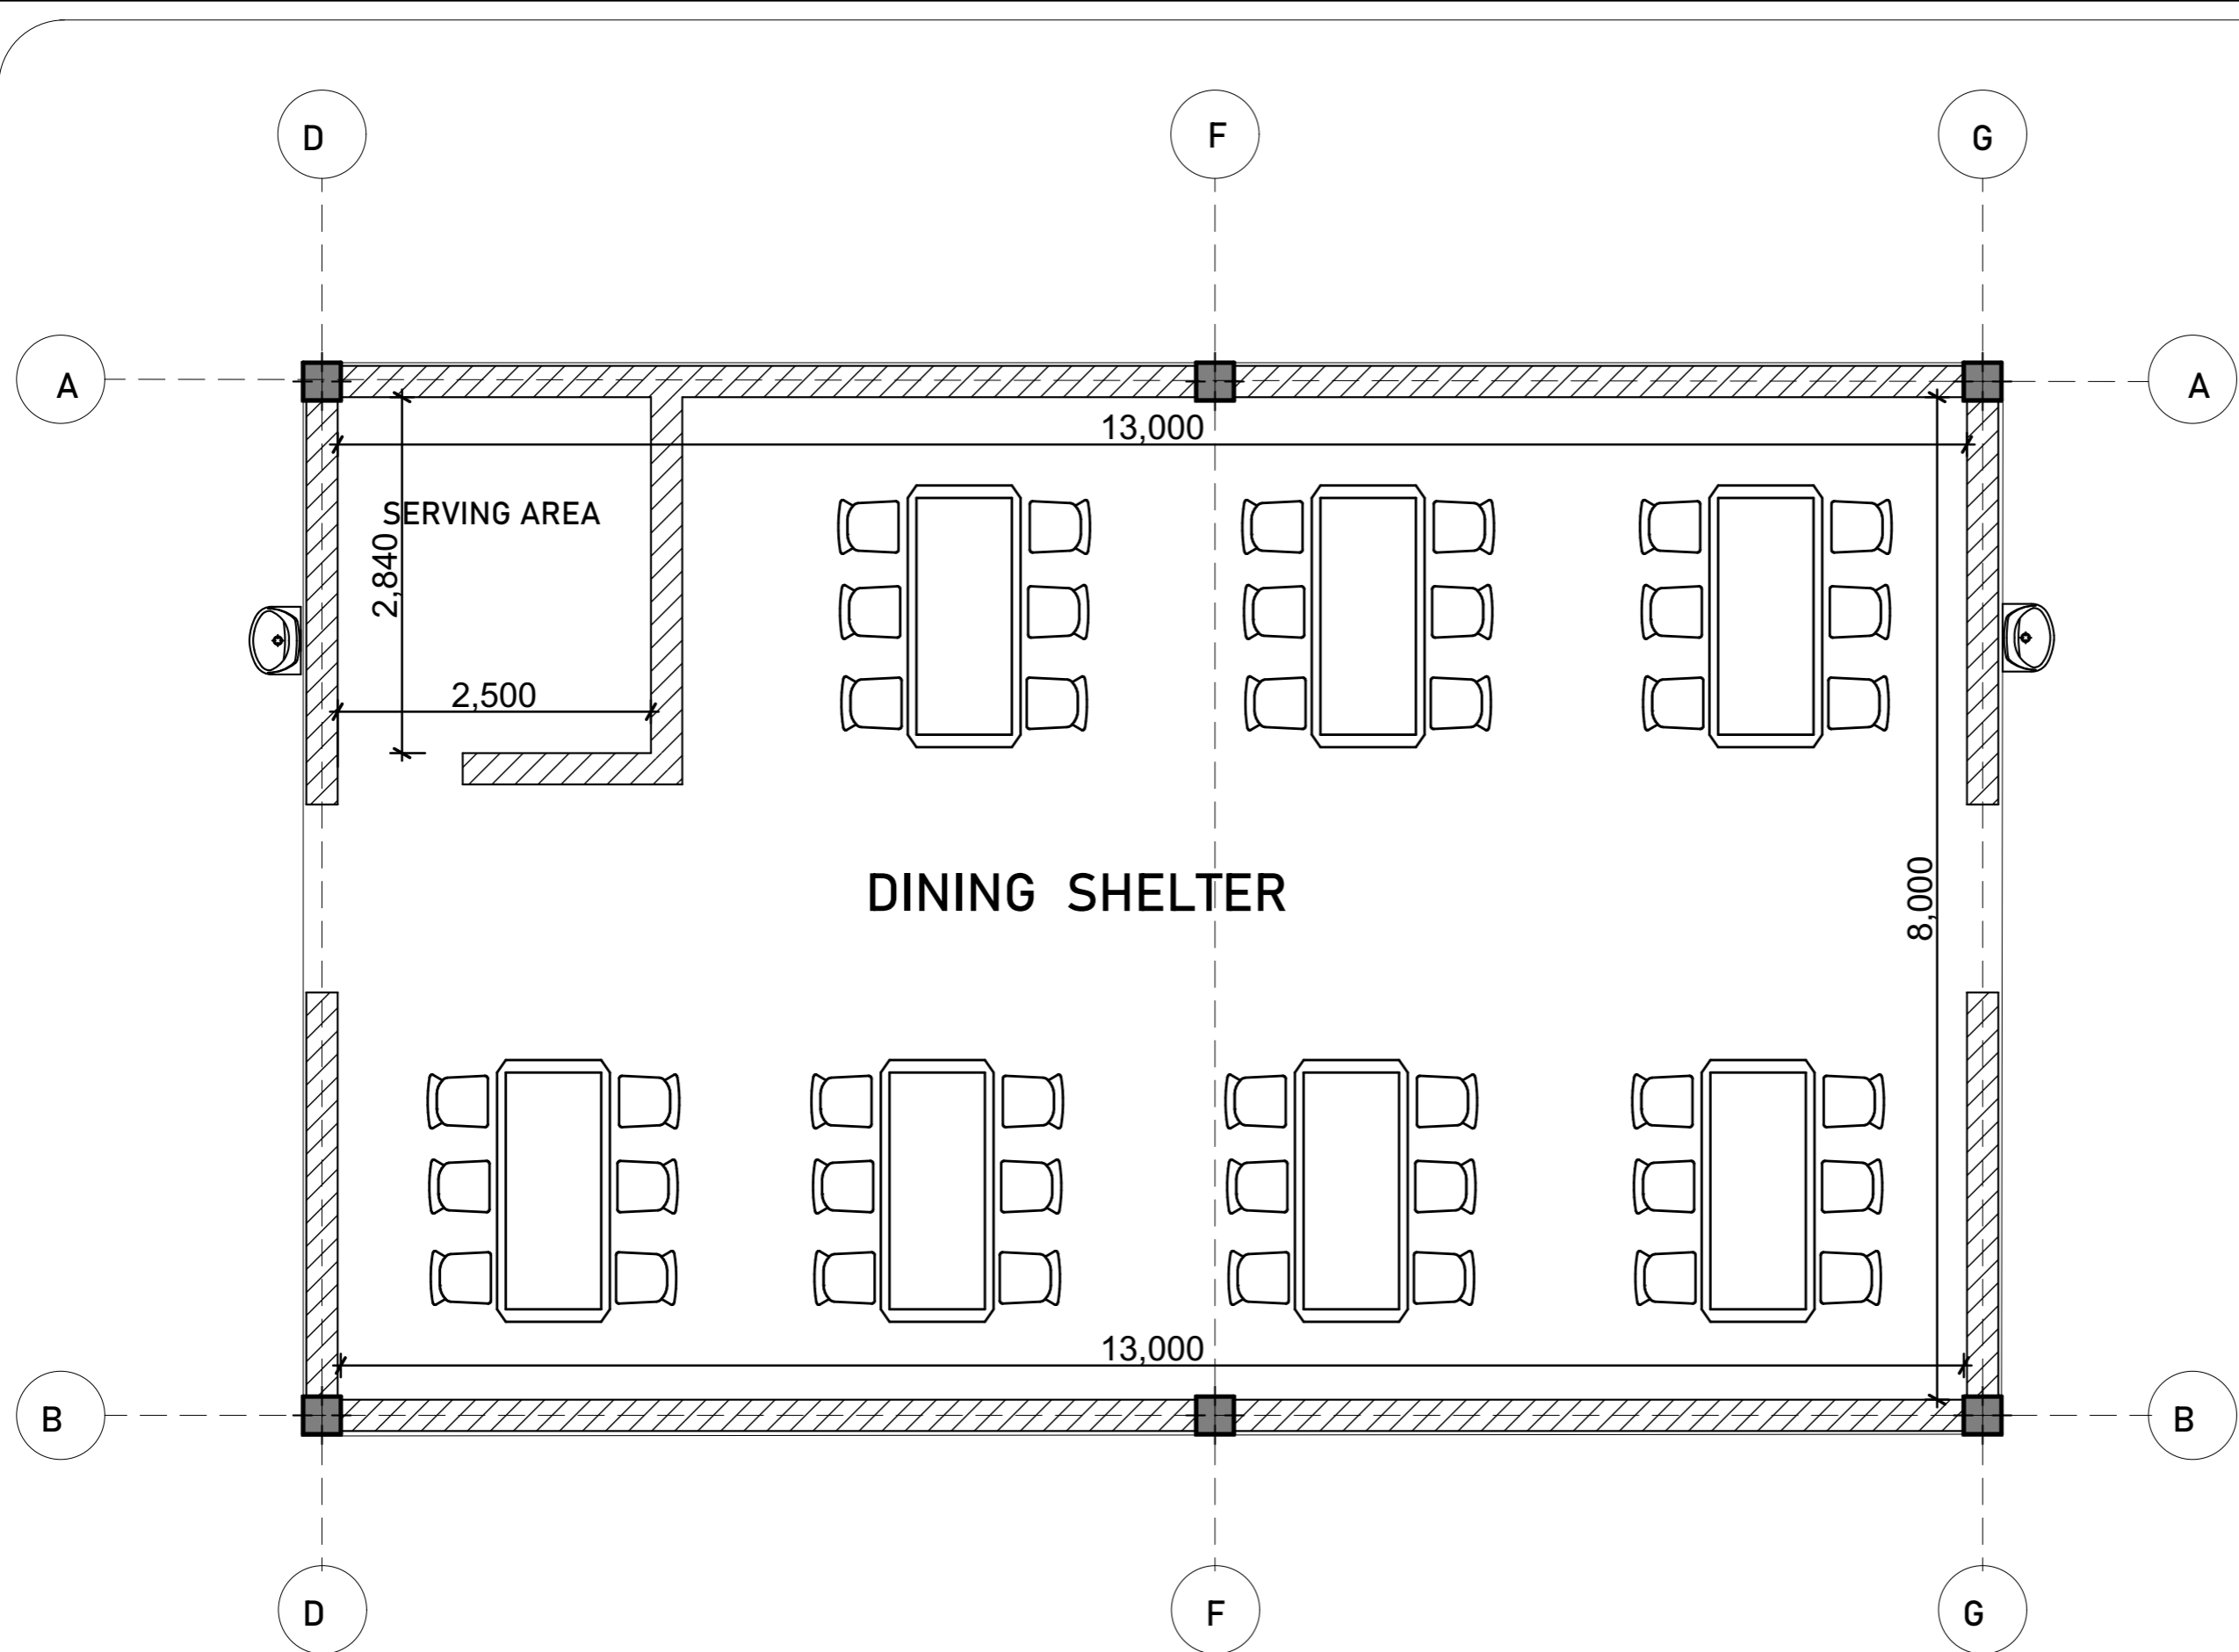 D F G
A A
13,000
SERVING AREA
2,840
2,500
DINING SHELTER
8,000
13,000
B B
D F G